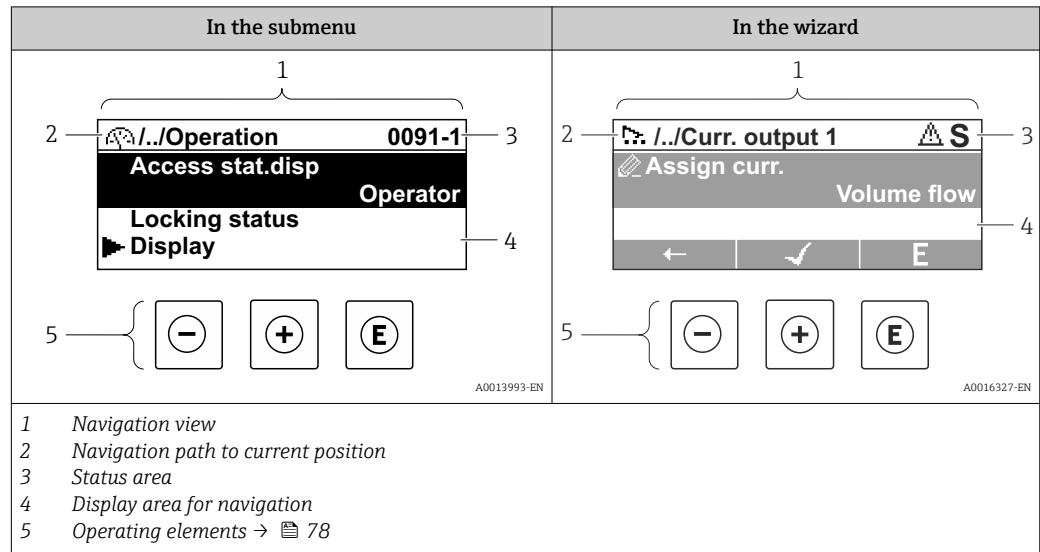 In the submenu
In the wizard
1
2
/../Operation 0091-1
3
Access stat.disp
Operator
Locking status
Display
4
5
− + E
A0013993-EN
1
2
/../Curr. output 1 ⚠ S
3
Assign curr.
Volume flow
4
← ✓ E
5
− + E
A0016327-EN
1 Navigation view
2 Navigation path to current position
3 Status area
4 Display area for navigation
5 Operating elements → 78